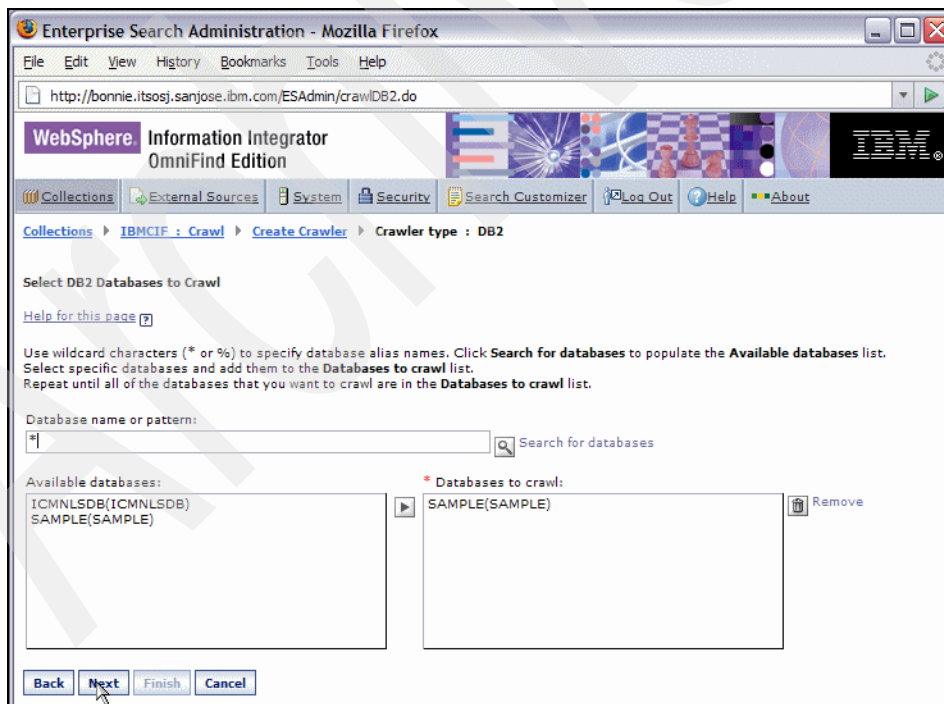 Enterprise Search Administration - Mozilla Firefox
File Edit View History Bookmarks Tools Help
http://bonnie.itsosj.sanjose.ibm.com/ESAdmin/crawlDB2.do
WebSphere. Information Integrator
OmniFind Edition
IBM®
Collections External Sources System Security Search Customizer Log Out Help About
Collections IBMCIF : Crawl Create Crawler Crawler type : DB2
Select DB2 Databases to Crawl
Help for this page ?
Use wildcard characters (* or %) to specify database alias names. Click Search for databases to populate the Available databases list.
Select specific databases and add them to the Databases to crawl list.
Repeat until all of the databases that you want to crawl are in the Databases to crawl list.
Database name or pattern:
*
Search for databases
Available databases: * Databases to crawl:
ICMNLSDB(ICMNLSDB) SAMPLE(SAMPLE) Remove
SAMPLE(SAMPLE)
Back Next Finish Cancel